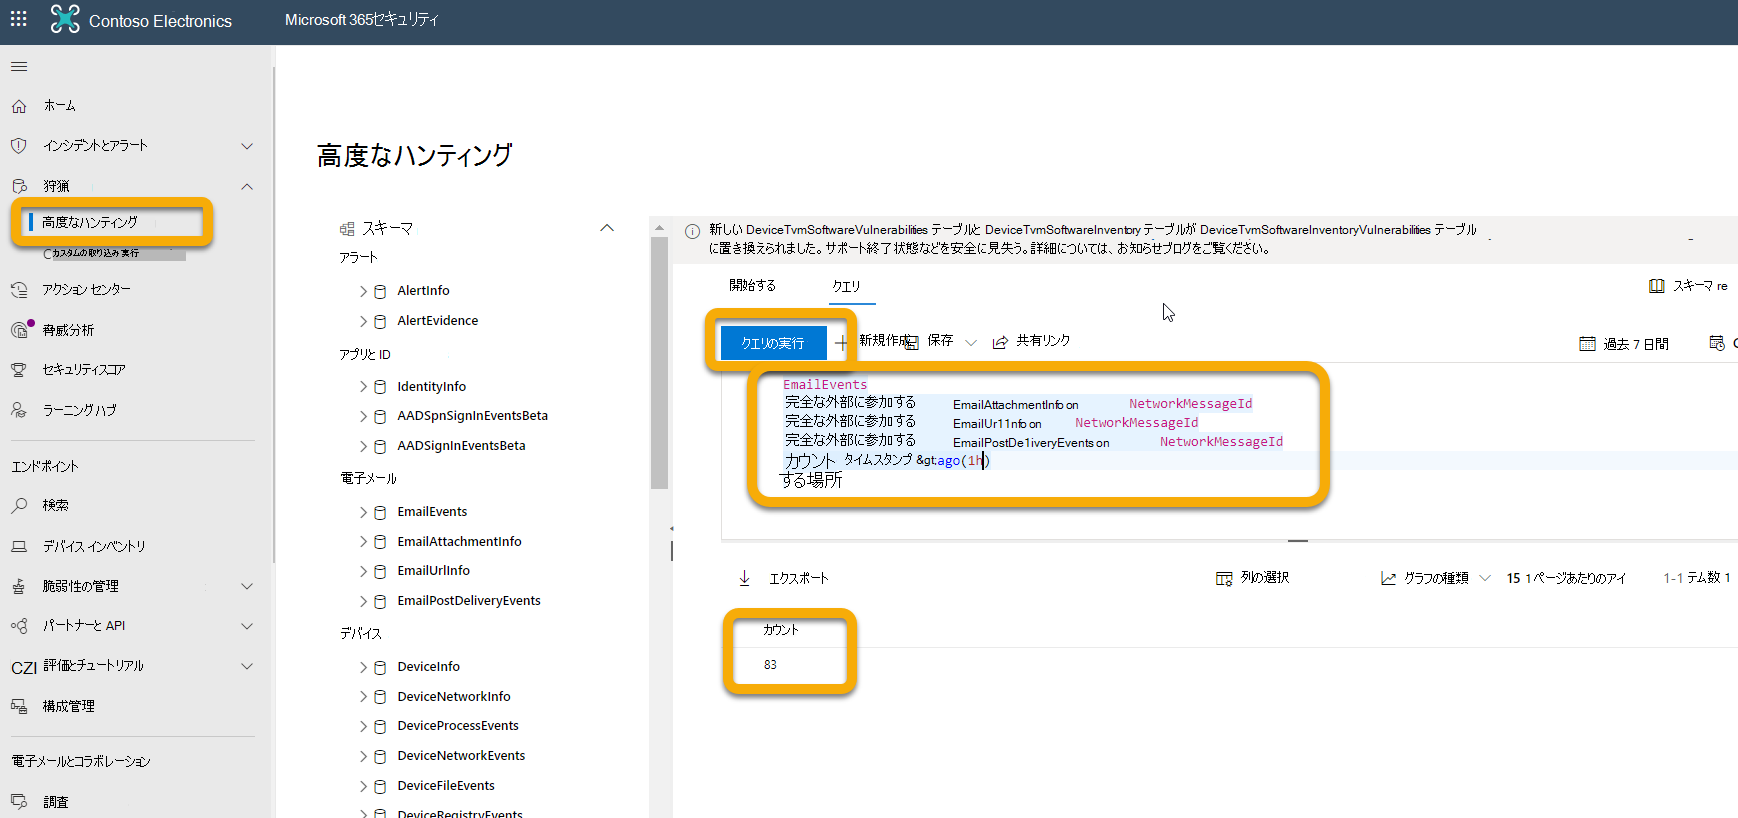 Contoso Electronics
Microsoft 365セキュリティ
ホーム
インシデントとアラート
狩猟
高度なハンティング
カスタムの取り込み 実行
アクション センター
脅威分析
セキュリティスコア
ラーニング ハブ
エンドポイント
検索
デバイス インベントリ
脆弱性の管理
パートナーと API
CZI 評価とチュートリアル
構成管理
電子メールとコラボレーション
調査
高度なハンティング
スキーマ
アラート
AlertInfo
AlertEvidence
アプリと ID
IdentityInfo
AADSpnSignInEventsBeta
AADSignInEventsBeta
電子メール
EmailEvents
EmailAttachmentInfo
EmailUrlInfo
EmailPostDeliveryEvents
デバイス
DeviceInfo
DeviceNetworkInfo
DeviceProcessEvents
DeviceNetworkEvents
DeviceFileEvents
DeviceRegistryEvents
新しい DeviceTvmSoftwareVulnerabilities テーブルと DeviceTvmSoftwareInventory テーブルが DeviceTvmSoftwareInventoryVulnerabilities テーブル
に置き換えられました。サポート終了状態などを安全に見失う。詳細については、お知らせブログをご覧ください。
開始する
クエリ
スキーマ re
クエリの実行
新規作成
保存
共有リンク
過去 7 日間
EmailEvents
完全な外部に参加する EmailAttachmentInfo on NetworkMessageId
完全な外部に参加する EmailUr11nfo on NetworkMessageId
完全な外部に参加する EmailPostDe1iveryEvents on NetworkMessageId
カウント タイムスタンプ &gt;ago(1h)
する場所
エクスポート
列の選択
グラフの種類
15 1 ページあたりのアイ
1-1 テム数 1
カウント
83